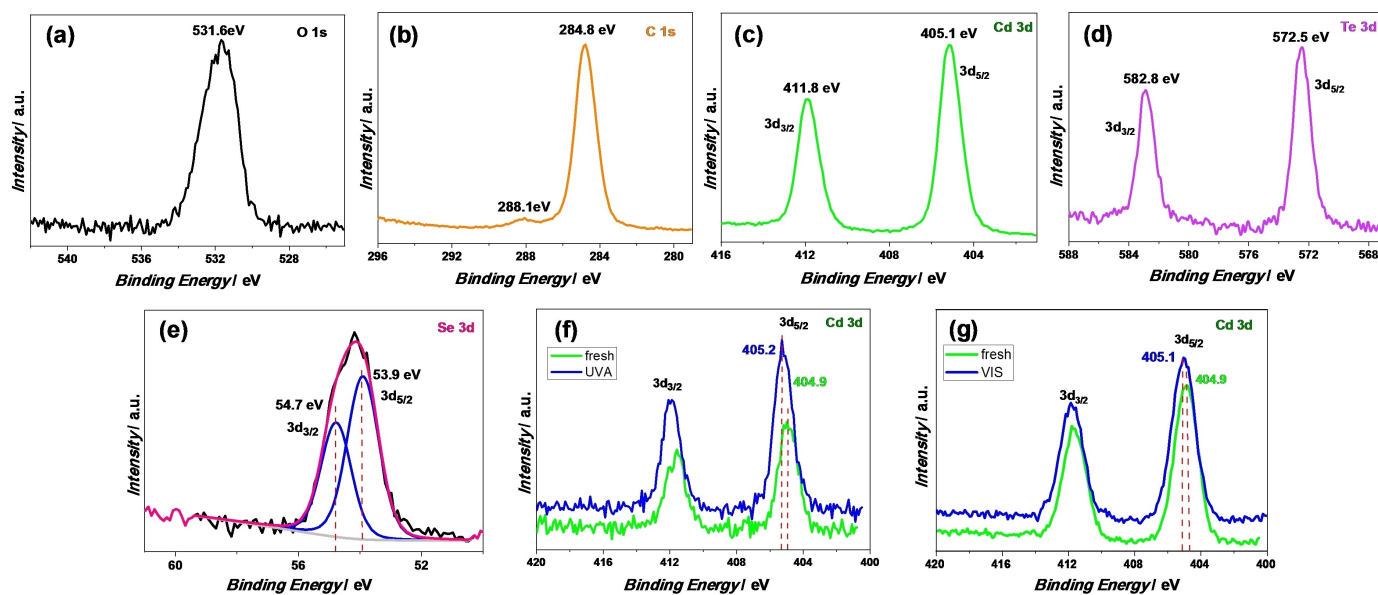 (a)
531.6eV
O 1s
Intensity/ a.u.
540 536 532 528
Binding Energy/ eV
(b)
284.8 eV
C 1s
288.1eV
Intensity/ a.u.
296 292 288 284 280
Binding Energy/ eV
(c)
405.1 eV
Cd 3d
3d5/2
411.8 eV
3d3/2
Intensity/ a.u.
416 412 408 404
Binding Energy/ eV
(d)
572.5 eV
Te 3d
582.8 eV
3d5/2
3d3/2
Intensity/ a.u.
588 584 580 576 572 568
Binding Energy/ eV
(e)
Se 3d
53.9 eV
3d5/2
54.7 eV
3d3/2
Intensity/ a.u.
60 56 52
Binding Energy/ eV
(f)
3d5/2
Cd 3d
fresh
UVA
405.2
404.9
3d3/2
Intensity/ a.u.
420 416 412 408 404 400
Binding Energy/ eV
(g)
Cd 3d
3d5/2
fresh
VIS
405.1
404.9
3d3/2
Intensity/ a.u.
420 416 412 408 404 400
Binding Energy/ eV